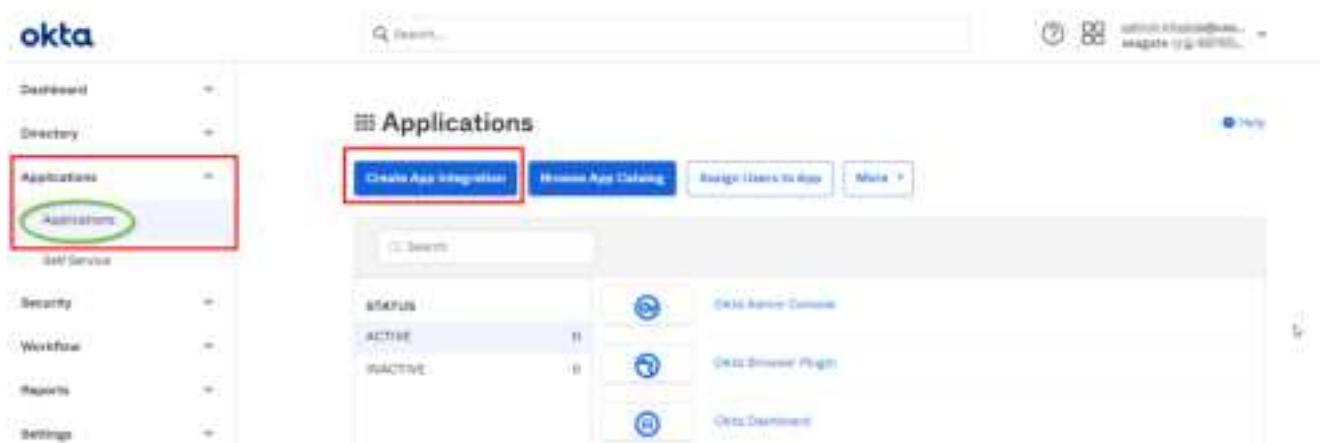 okta
Search...
Dashboard
Directory
Applications
Applications
Self Service
Security
Workflow
Reports
Settings
Applications
Help
Create App Integration
Browse App Catalog
Assign Users to App
More
Search
STATUS
ACTIVE
INACTIVE
0
Okta Admin Console
Okta Browser Plugin
Okta Dashboard